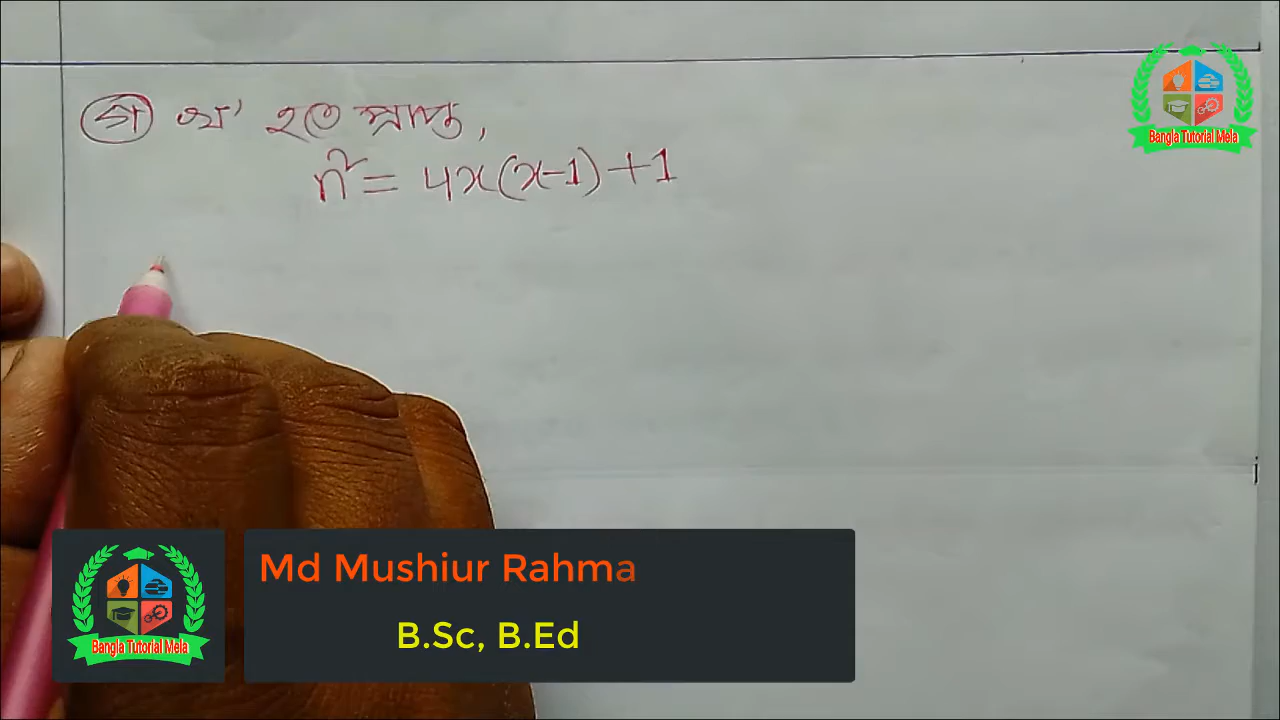 গ 'খ' হতে প্রাপ্ত,
n² = 4x(x-1)+1
Bangla Tutorial Mela
Md Mushiur Rahma
B.Sc, B.Ed
Bangla Tutorial Mela